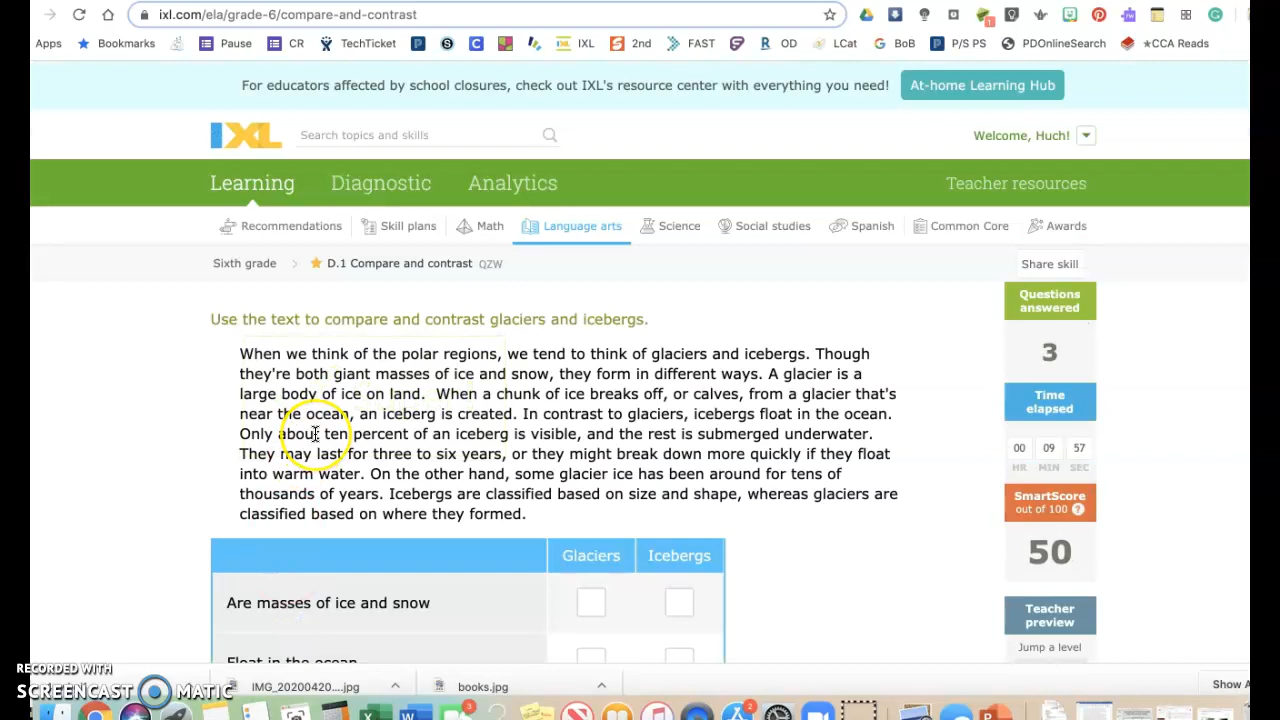 ixl.com/ela/grade-6/compare-and-contrast
Apps Bookmarks Pause CR TechTicket IXL 2nd FAST OD LCat BoB P/S PS PDOnlineSearch ★CCA Reads
For educators affected by school closures, check out IXL's resource center with everything you need! At-home Learning Hub
IXL Search topics and skills Welcome, Huch!
Learning Diagnostic Analytics Teacher resources
Recommendations Skill plans Math Language arts Science Social studies Spanish Common Core Awards
Sixth grade > D.1 Compare and contrast QZW Share skill
Use the text to compare and contrast glaciers and icebergs.
When we think of the polar regions, we tend to think of glaciers and icebergs. Though
they're both giant masses of ice and snow, they form in different ways. A glacier is a
large body of ice on land. When a chunk of ice breaks off, or calves, from a glacier that's
near the ocean, an iceberg is created. In contrast to glaciers, icebergs float in the ocean.
Only about ten percent of an iceberg is visible, and the rest is submerged underwater.
They may last for three to six years, or they might break down more quickly if they float
into warm water. On the other hand, some glacier ice has been around for tens of
thousands of years. Icebergs are classified based on size and shape, whereas glaciers are
classified based on where they formed.
Glaciers Icebergs
Are masses of ice and snow
Float in the ocean
Questions
answered
3
Time
elapsed
00 09 57
HR MIN SEC
SmartScore
out of 100 ?
50
Teacher
preview
Jump a level
RECORDED WITH
SCREENCAST MATIC
IMG_20200420....jpg books.jpg Show A
3 2